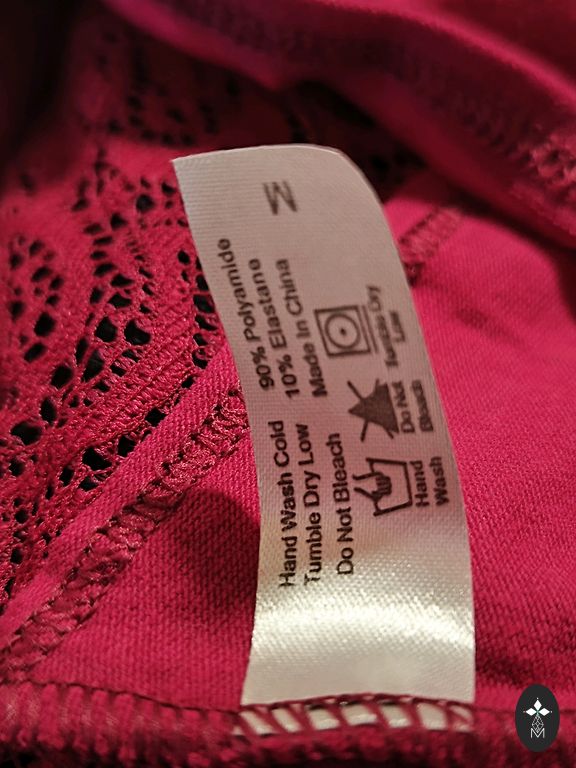 M
90% Polyamide
10% Elastane
Made In China
Hand Wash Cold
Tumble Dry Low
Do Not Bleach
Tumble Dry
Low
Do Not
Bleach
Hand
Wash
M